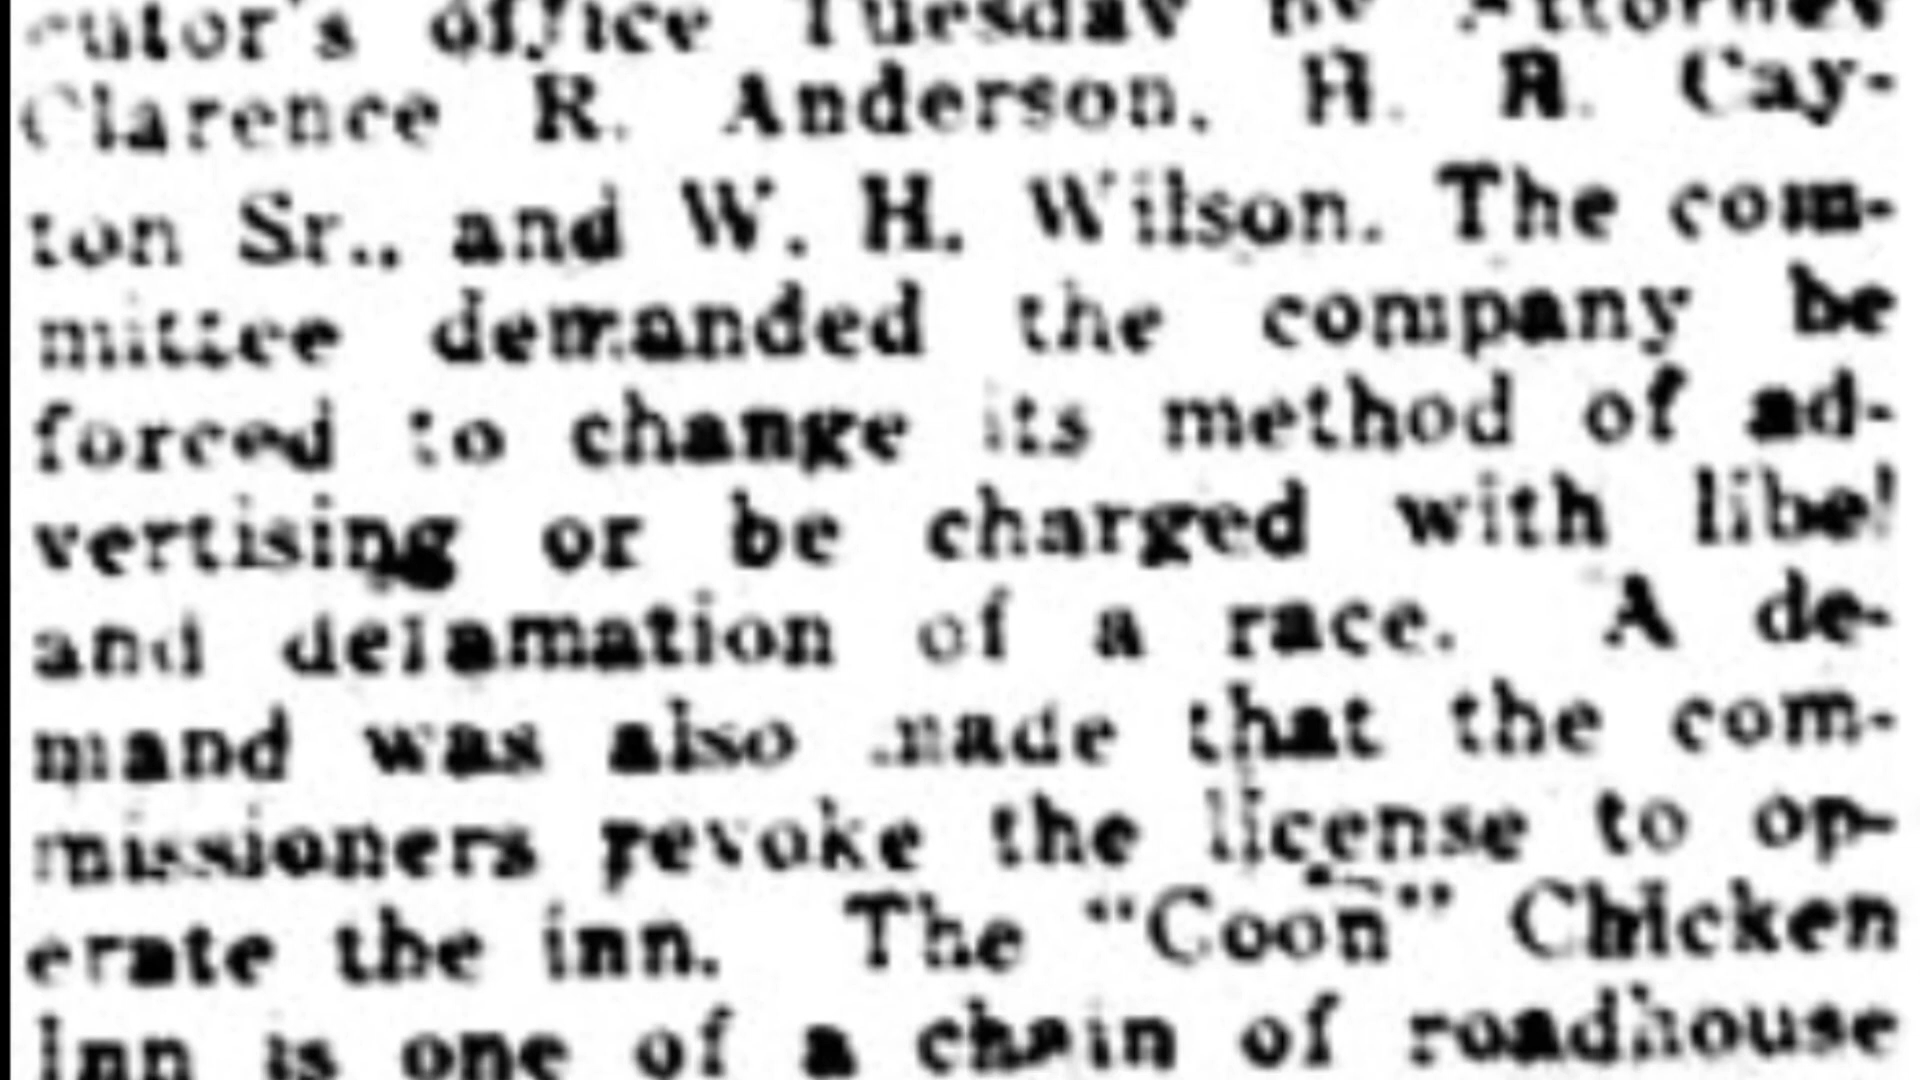 -cutor's office Tuesday by Attorney
Clarence R. Anderson, H. R. Cay-
ton Sr., and W. H. Wilson. The com-
mittee demanded the company be
forced to change its method of ad-
vertising or be charged with libel
and defamation of a race. A de-
mand was also made that the com-
missioners revoke the license to op-
erate the inn. The "Coon" Chicken
Inn is one of a chain of roadhouse